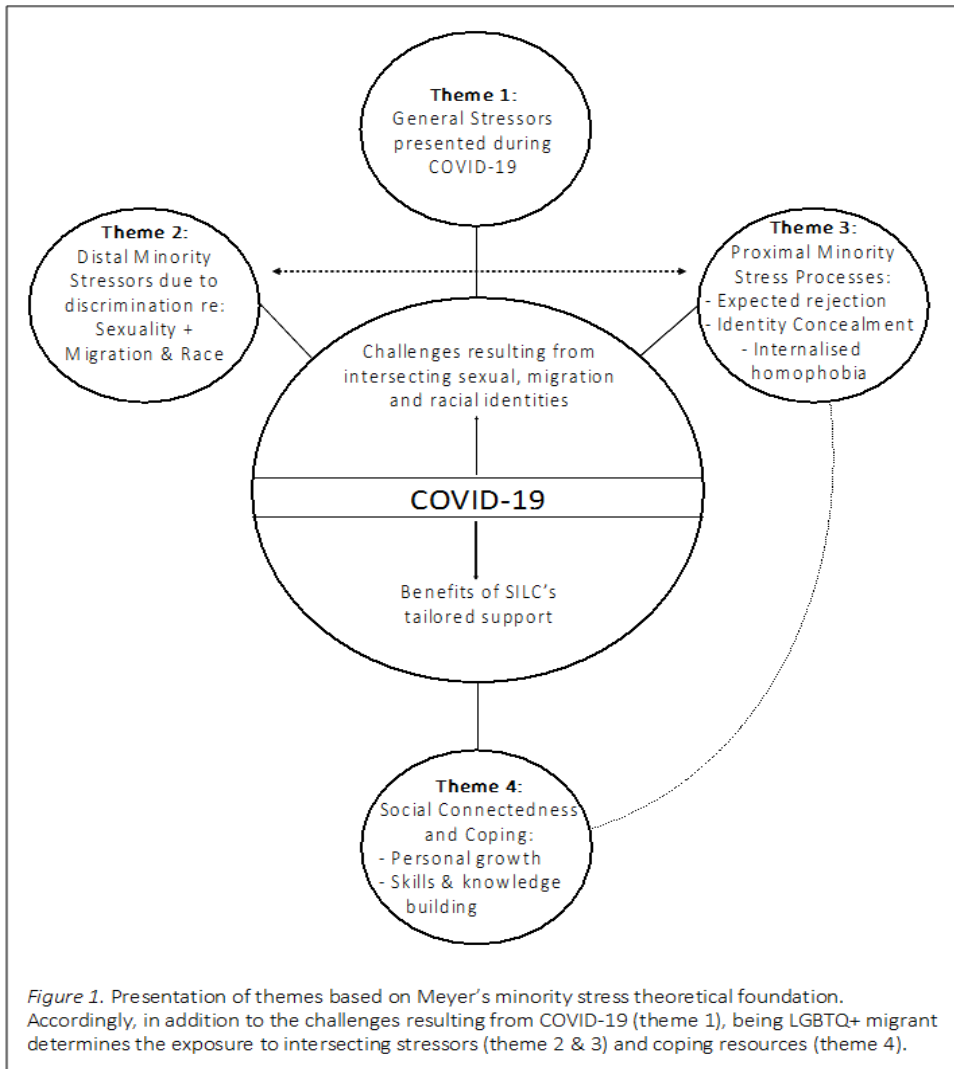 Theme 1:
General Stressors
presented during
COVID-19
Theme 2:
Distal Minority
Stressors due to
discrimination re:
Sexuality +
Migration & Race
Theme 3:
Proximal Minority
Stress Processes:
- Expected rejection
- Identity Concealment
- Internalised
homophobia
Challenges resulting from
intersecting sexual, migration
and racial identities
COVID-19
Benefits of SILC's
tailored support
Theme 4:
Social Connectedness
and Coping:
- Personal growth
- Skills & knowledge
building
Figure 1. Presentation of themes based on Meyer's minority stress theoretical foundation.
Accordingly, in addition to the challenges resulting from COVID-19 (theme 1), being LGBTQ+ migrant
determines the exposure to intersecting stressors (theme 2 & 3) and coping resources (theme 4).